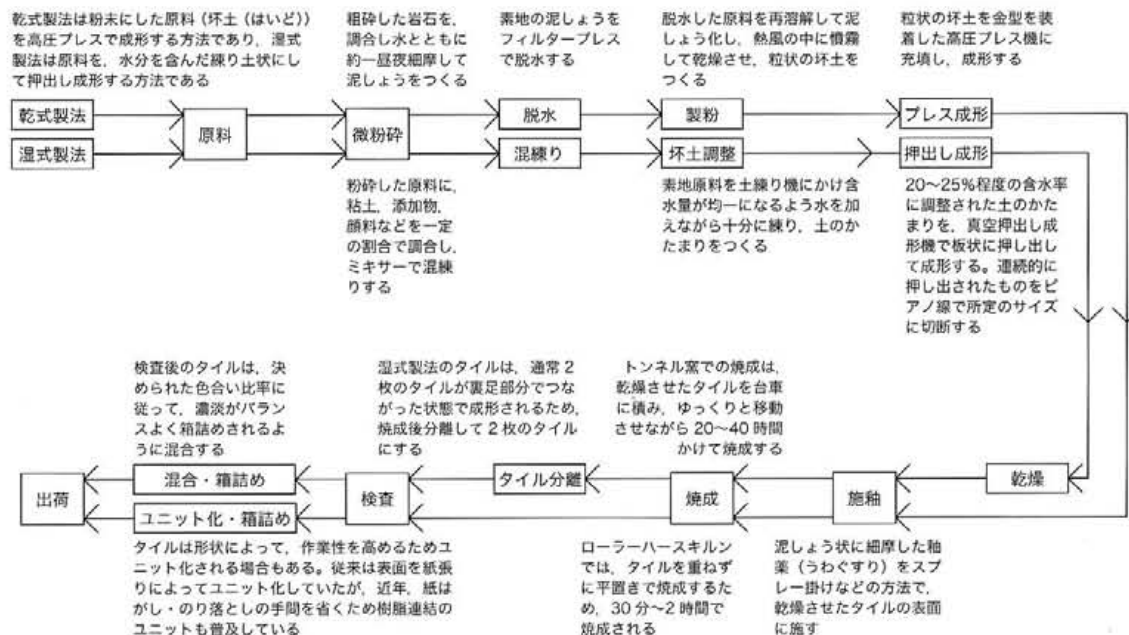 乾式製法は粉末にした原料（坏土（はいど））
を高圧プレスで成形する方法であり，湿式
製法は原料を，水分を含んだ練り土状にし
て押出し成形する方法である
粗砕した岩石を，
調合し水とともに
約一昼夜細摩して
泥しょうをつくる
素地の泥しょうを
フィルタープレス
で脱水する
脱水した原料を再溶解して泥
しょう化し，熱風の中に憤霧
して乾燥させ，粒状の坏土を
つくる
粒状の坏土を金型を装
着した高圧プレス機に
充填し，成形する
乾式製法
原料
微粉砕
脱水
製粉
プレス成形
湿式製法
混練り
坏土調整
押出し成形
粉砕した原料に，
粘土，添加物，
顔料などを一定
の割合で調合し，
ミキサーで混練
りする
素地原料を土練り機にかけ含
水量が均一になるよう水を加
えながら十分に練り，土のか
たまりをつくる
20〜25%程度の含水率
に調整された土のかた
まりを，真空押出し成
形機で板状に押し出し
て成形する。連続的に
押し出されたものをピ
アノ線で所定のサイズ
に切断する
検査後のタイルは，決
められた色合い比率に
従って，濃淡がバラン
スよく箱詰めされるよ
うに混合する
湿式製法のタイルは，通常2
枚のタイルが裏足部分でつな
がった状態で成形されるため，
焼成後分離して2枚のタイル
にする
トンネル窯での焼成は，
乾燥させたタイルを台車
に積み，ゆっくりと移動
させながら20〜40時間
かけて焼成する
出荷
混合・箱詰め
検査
タイル分離
焼成
施釉
乾燥
ユニット化・箱詰め
タイルは形状によって，作業性を高めるためユ
ニット化される場合もある。従来は表面を紙張
りによってユニット化していたが，近年，紙は
がし・のり落としの手間を省くため樹脂連結の
ユニットも普及している
ローラーハースキルン
では，タイルを重ねず
に平置きで焼成するた
め，30分〜2時間で
焼成される
泥しょう状に細摩した釉
薬（うわぐすり）をスプ
レー掛けなどの方法で，
乾燥させたタイルの表面
に施す